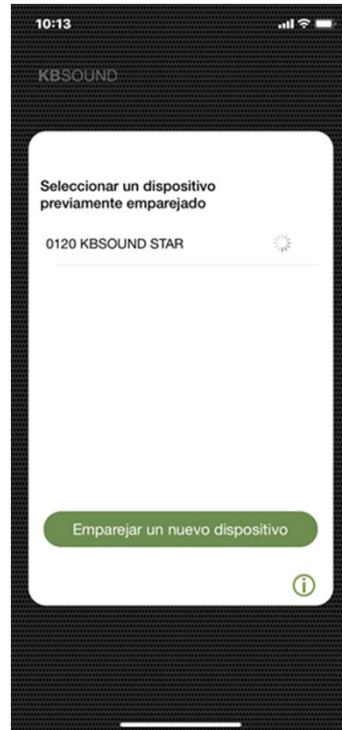 10:13
KBSOUND
Seleccionar un dispositivo
previamente emparejado
0120 KBSOUND STAR
Emparejar un nuevo dispositivo